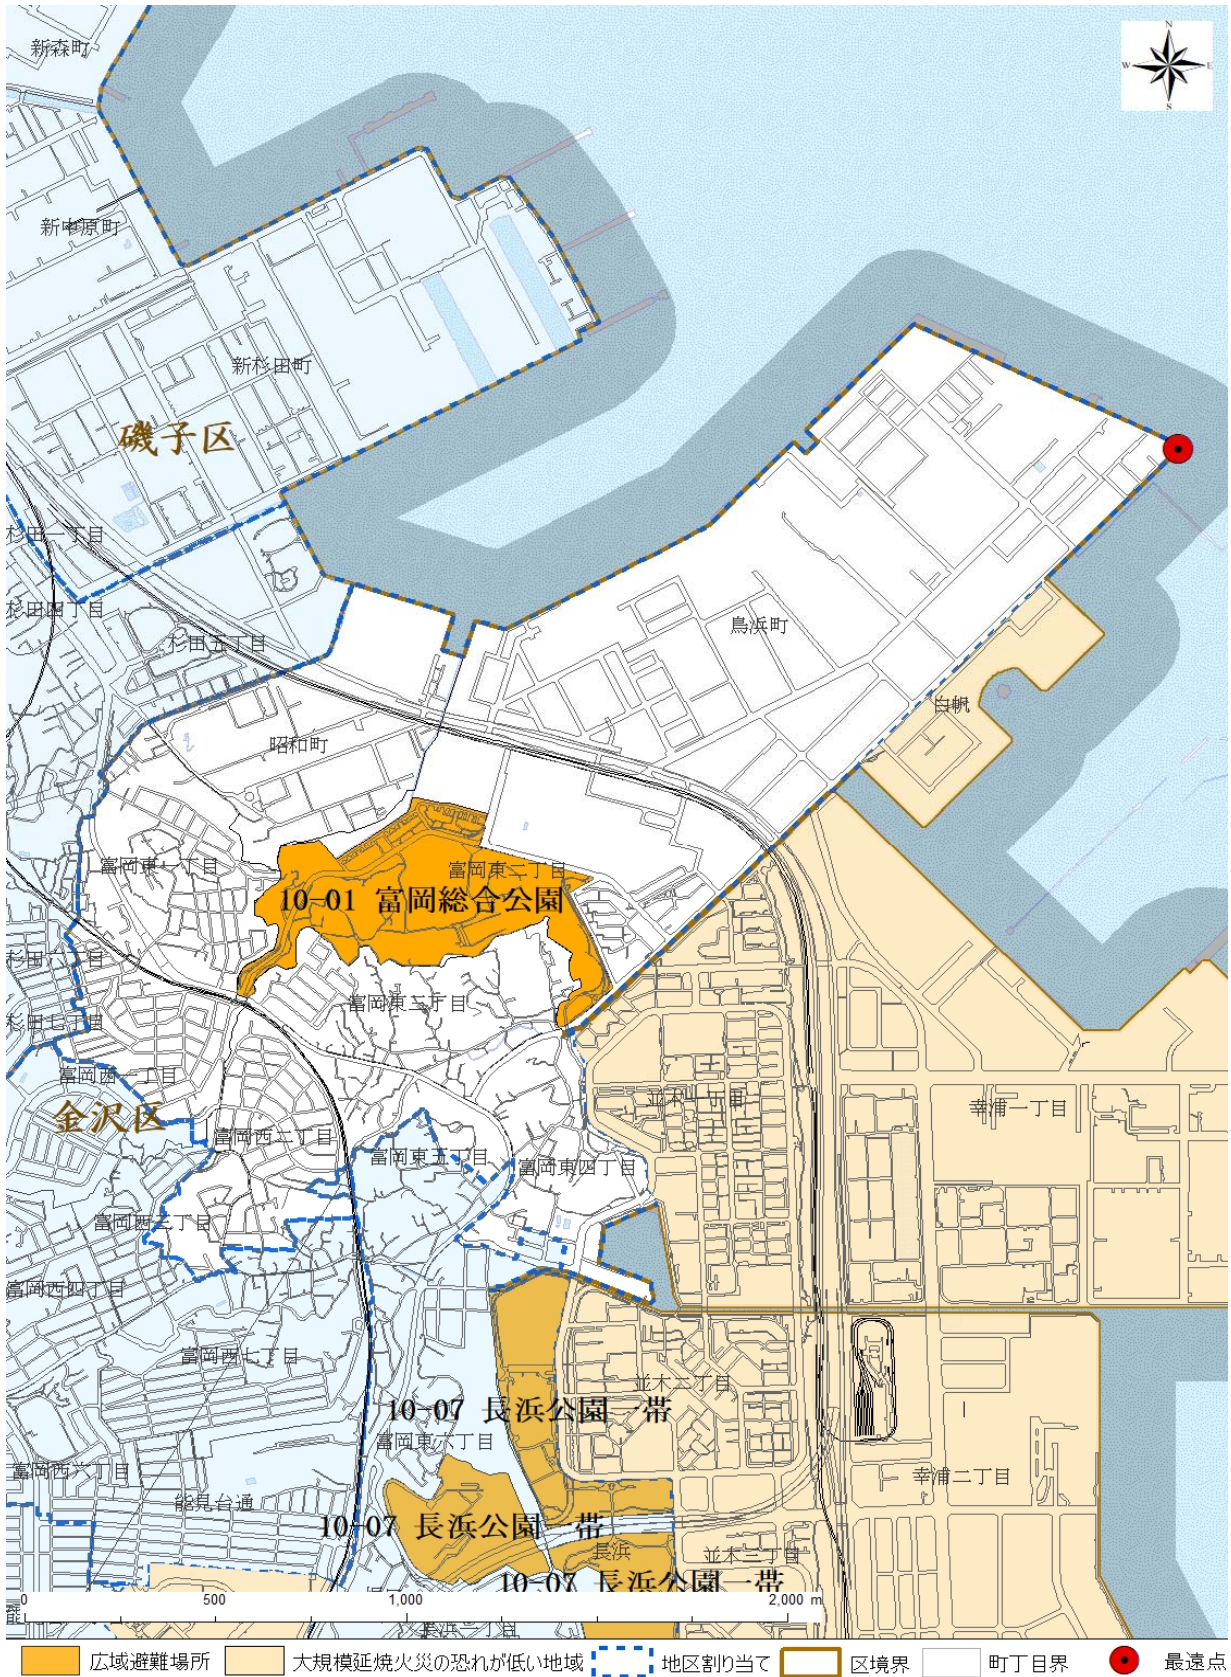 新森町
N
W E
S
新中原町
新杉田町
磯子区
杉田一丁目
杉田四丁目
杉田五丁目
鳥浜町
白帆
昭和町
富岡東一丁目
富岡東二丁目
10-01 富岡総合公園
杉田六丁目
富岡東三丁目
杉田七丁目
富岡西一丁目
並木一丁目
幸浦一丁目
金沢区
富岡西二丁目
富岡東五丁目
富岡東四丁目
富岡西三丁目
富岡西四丁目
富岡西七丁目
並木二丁目
10-07 長浜公園一帯
富岡東六丁目
富岡西六丁目
幸浦二丁目
能見台通
10-07 長浜公園一帯
長浜
並木三丁目
10-07 長浜公園一帯
0 500 1,000 2,000 m
長浜一丁目
広域避難場所
大規模延焼火災の恐れが低い地域
地区割り当て
区境界
町丁目界
最遠点